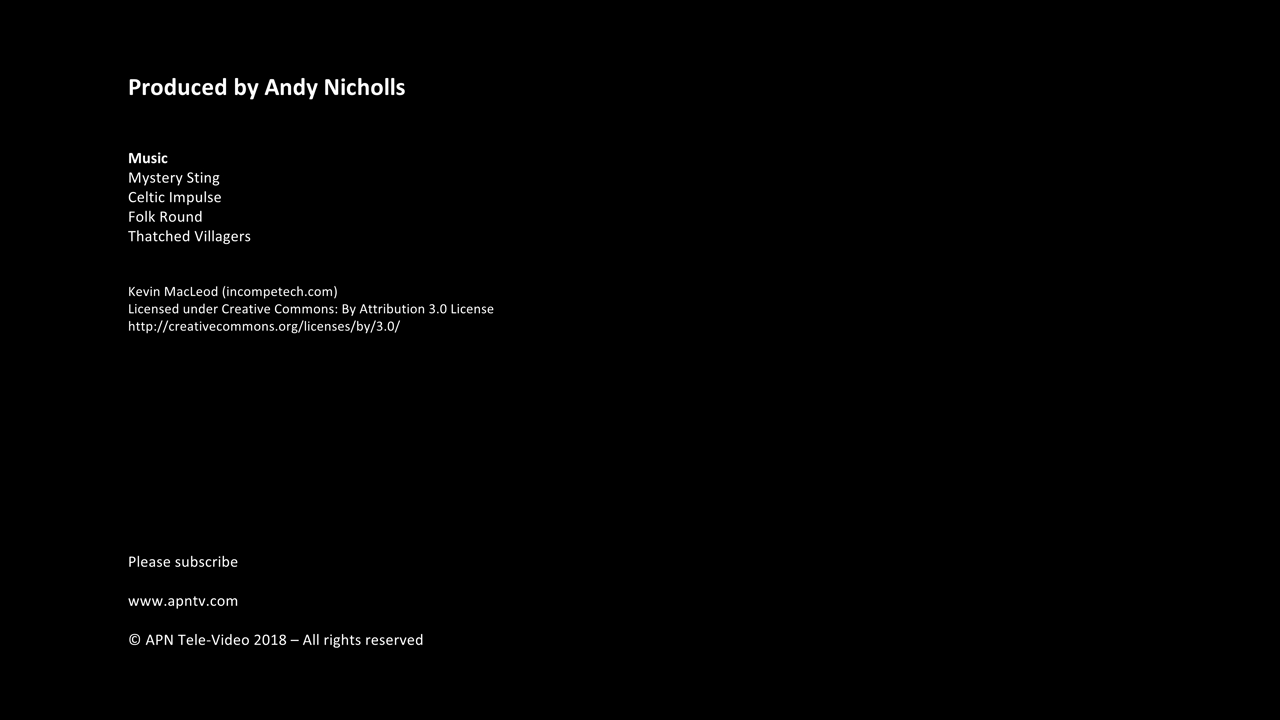 Produced by Andy Nicholls
Music
Mystery Sting
Celtic Impulse
Folk Round
Thatched Villagers
Kevin MacLeod (incompetech.com)
Licensed under Creative Commons: By Attribution 3.0 License
http://creativecommons.org/licenses/by/3.0/
Please subscribe
www.apntv.com
© APN Tele-Video 2018 – All rights reserved